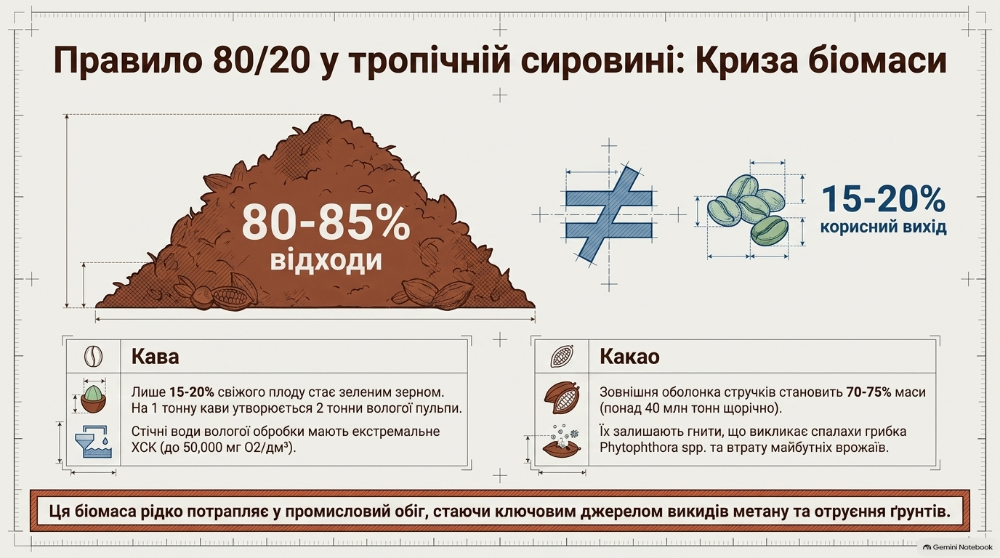 Правило 80/20 у тропічній сировині: Криза біомаси
80-85%
відходи
15-20%
корисний вихід
Кава
Лише 15-20% свіжого плоду стає зеленим зерном.
На 1 тонну кави утворюється 2 тонни вологої пульпи.
Стічні води вологої обробки мають екстремальне
ХСК (до 50,000 мг О2/дм³).
Какао
Зовнішня оболонка стручків становить 70-75% маси
(понад 40 млн тонн щорічно).
Їх залишають гнити, що викликає спалахи грибка
Phytophthora spp. та втрату майбутніх врожаїв.
Ця біомаса рідко потрапляє у промисловий обіг, стаючи ключовим джерелом викидів метану та отруєння ґрунтів.
Gemini Notebook